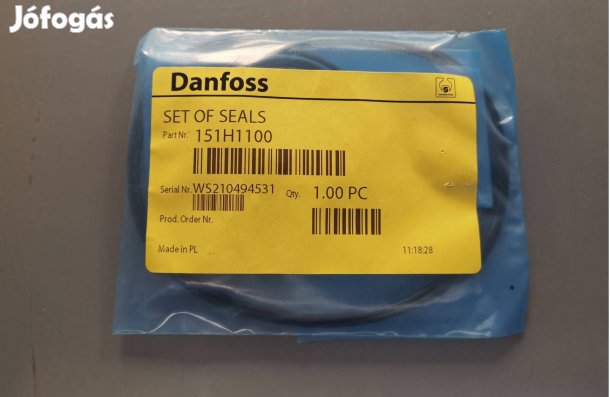 Jófogás
Danfoss
SET OF SEALS
Part Nr. 151H1100
Serial Nr. WS210494531 Qty. 1.00 PC
Prod. Order Nr.
Made in PL 11:18:28